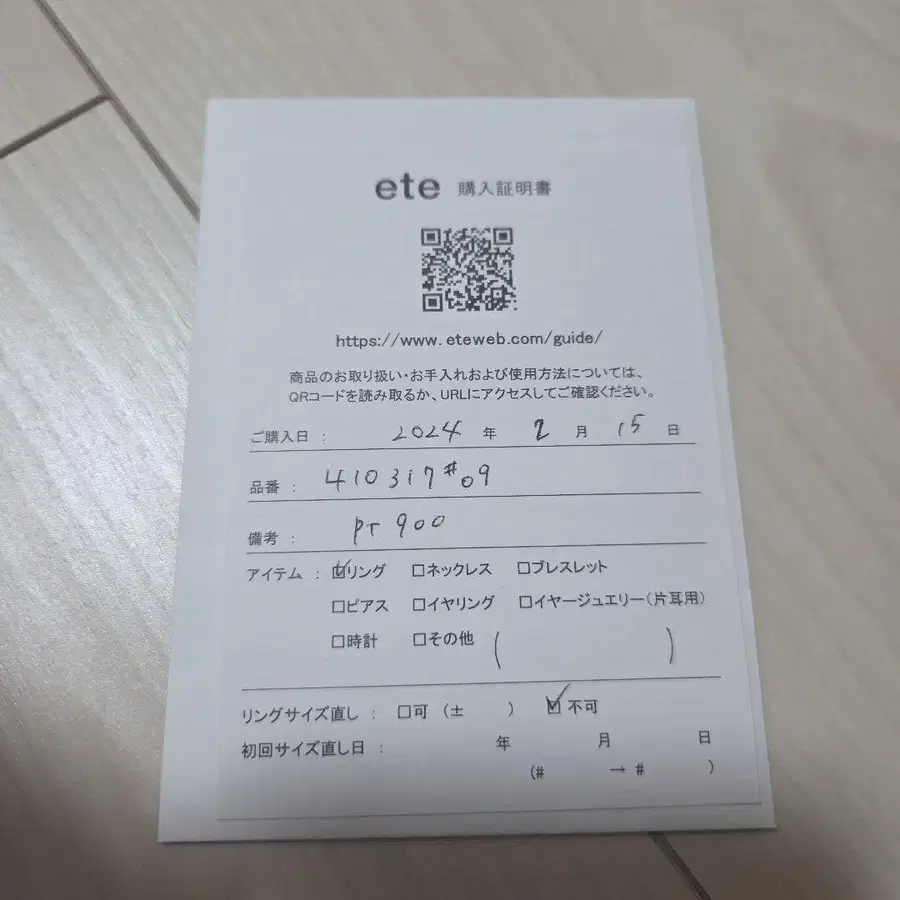 ete 購入証明書
https://www.eteweb.com/guide/
商品のお取り扱い・お手入れおよび使用方法については、
QRコードを読み取るか、URLにアクセスしてご確認ください。
ご購入日 : 2024 年 2 月 15 日
品番 : 410317#09
備考 : PT 900
アイテム : ☑リング □ネックレス □ブレスレット
□ピアス □イヤリング □イヤージュエリー(片耳用)
□時計 □その他 ( )
リングサイズ直し : □可 (± ) ☑不可
初回サイズ直し日 : 年 月 日
(# → # )